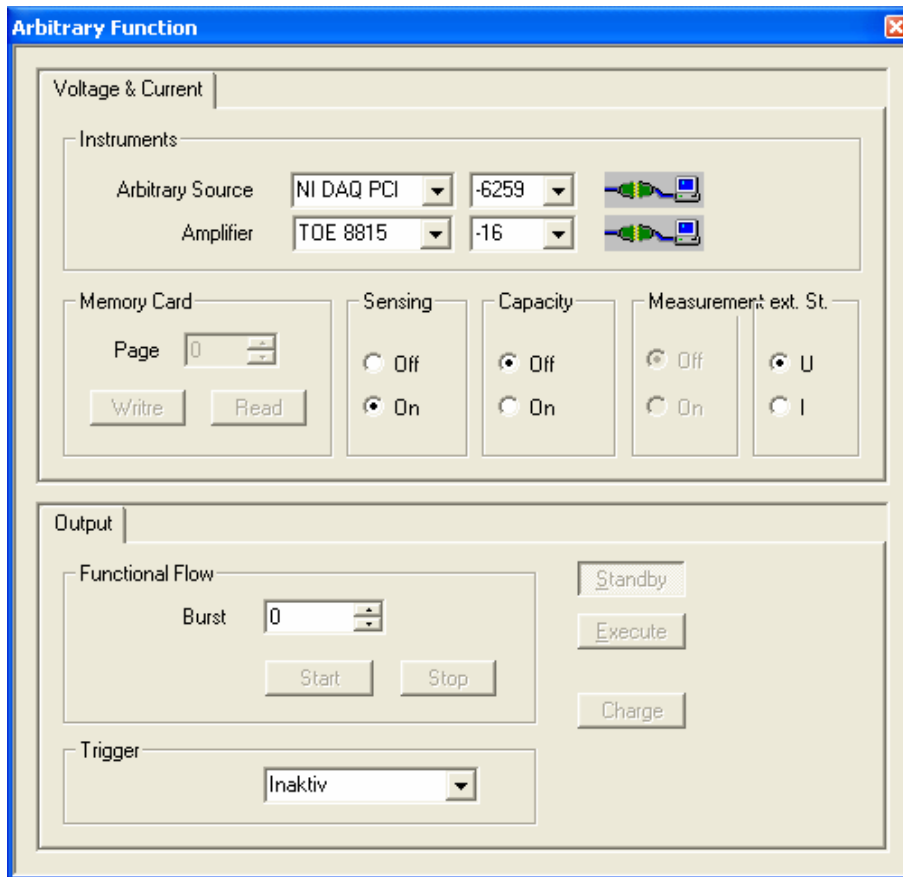 Arbitrary Function
Voltage & Current
Instruments
Arbitrary Source NI DAQ PCI -6259
Amplifier TOE 8815 -16
Memory Card Sensing Capacity Measurement ext. St.
Page 0 Off Off Off U
Writre Read On On On I
Output
Functional Flow Standby
Burst 0 Execute
Start Stop
Charge
Trigger
Inaktiv